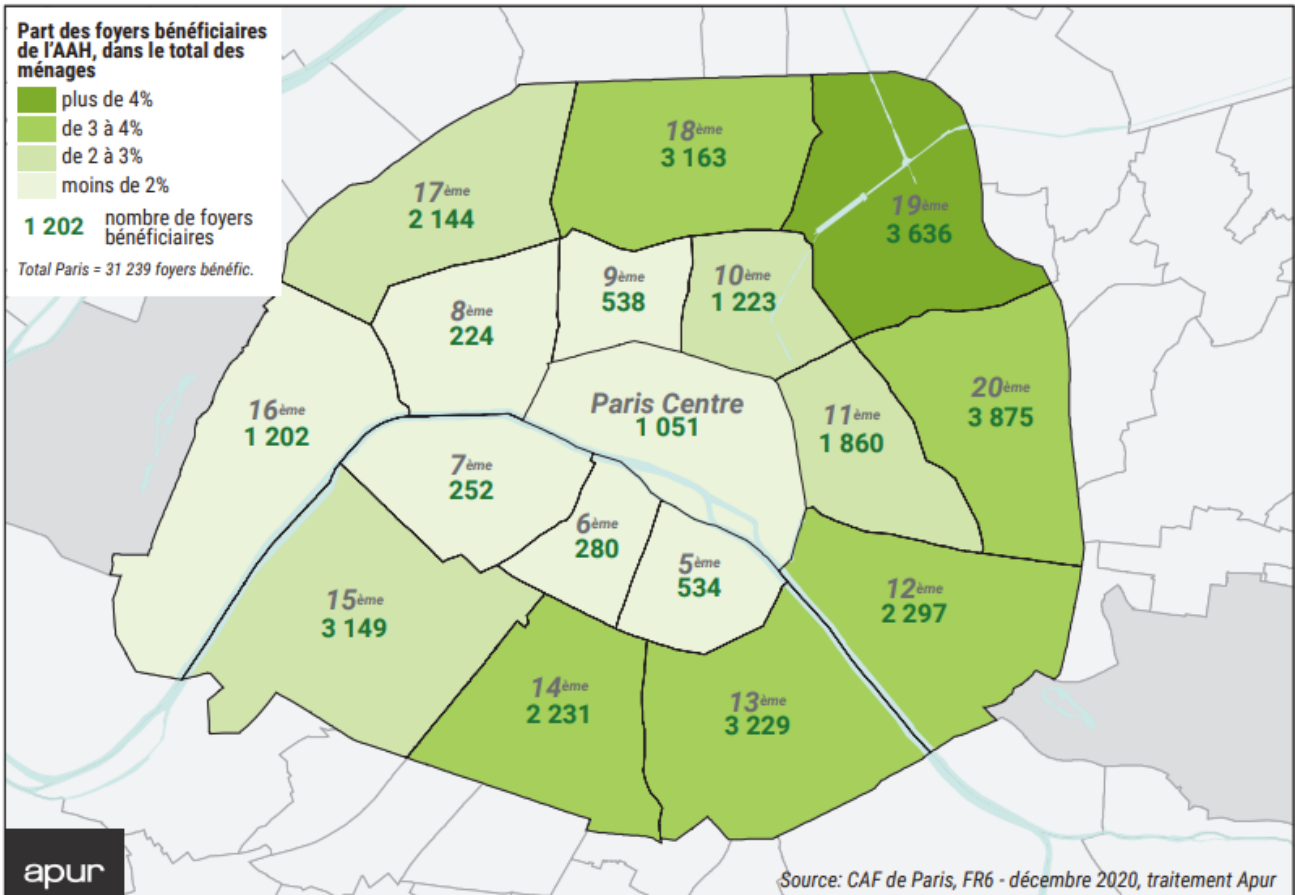 Part des foyers bénéficiaires
de l'AAH, dans le total des
ménages
plus de 4%
de 3 à 4%
de 2 à 3%
moins de 2%
1 202 nombre de foyers
bénéficiaires
Total Paris = 31 239 foyers bénéfic.
18ème
3 163
17ème
2 144
19ème
3 636
9ème
538
10ème
1 223
8ème
224
20ème
3 875
Paris Centre
1 051
16ème
1 202
11ème
1 860
7ème
252
6ème
280
5ème
534
12ème
2 297
15ème
3 149
14ème
2 231
13ème
3 229
apur
Source: CAF de Paris, FR6 - décembre 2020, traitement Apur